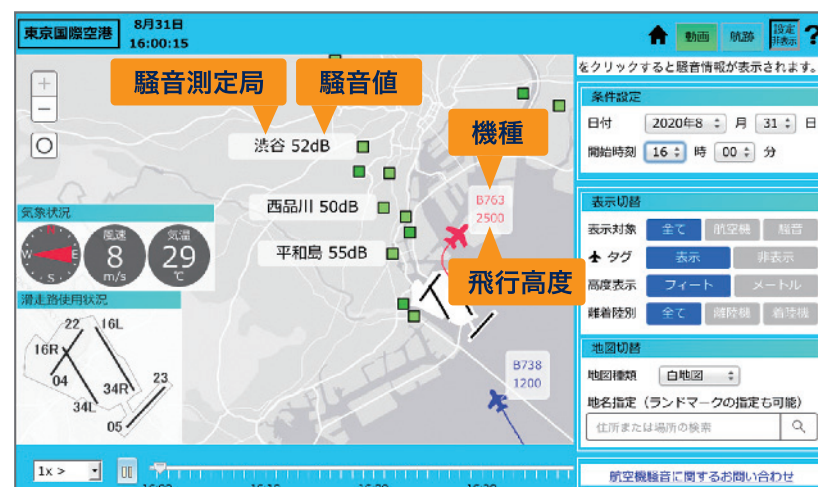 東京国際空港
8月31日
16:00:15
動画
航跡
設定
非表示
?
をクリックすると騒音情報が表示されます。
+
−
騒音測定局
騒音値
機種
飛行高度
渋谷 52dB
西品川 50dB
平和島 55dB
B763
2500
B738
1200
気象状況
N
W
E
S
風速
8
m/s
気温
29
℃
滑走路使用状況
22
16L
16R
04
34R
23
34L
05
条件設定
日付
2020年8
月
31
日
開始時刻
16
時
00
分
表示切替
表示対象
全て
航空機
騒音
タグ
表示
非表示
高度表示
フィート
メートル
離着陸別
全て
離陸機
着陸機
地図切替
地図種類
白地図
地名指定（ランドマークの指定も可能）
住所または場所の検索
航空機騒音に関するお問い合わせ
1x >